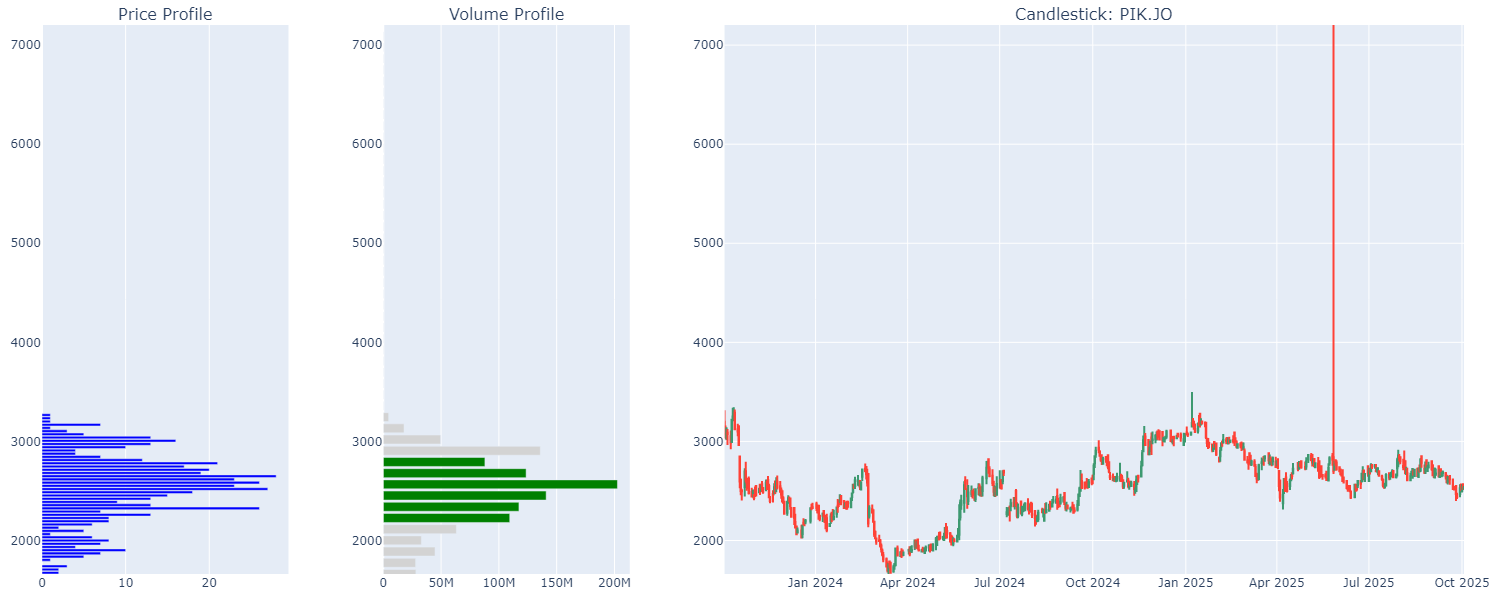 Price Profile
Volume Profile
Candlestick: PIK.JO
7000
6000
5000
4000
3000
2000
0
10
20
7000
6000
5000
4000
3000
2000
0
50M
100M
150M
200M
7000
6000
5000
4000
3000
2000
Jan 2024
Apr 2024
Jul 2024
Oct 2024
Jan 2025
Apr 2025
Jul 2025
Oct 2025